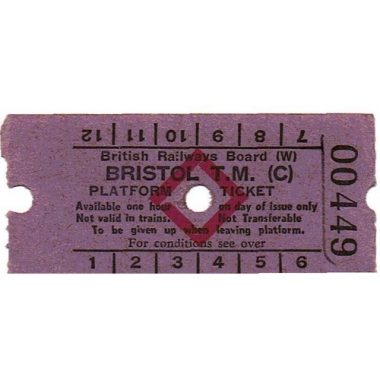 12 11 10 9 8 7
British Railways Board (W)
BRISTOL T.M. (C)
PLATFORM TICKET
Available one hour on day of issue only
Not valid in trains. Not Transferable
To be given up when leaving platform.
For conditions see over
1 2 3 4 5 6
00449